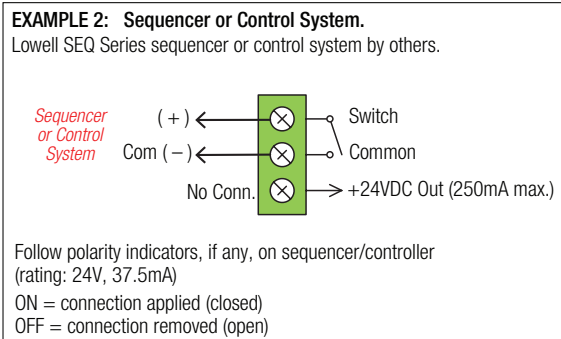 EXAMPLE 2: Sequencer or Control System.
Lowell SEQ Series sequencer or control system by others.
Sequencer
or Control
System
(+)
Switch
Com (−)
Common
No Conn.
+24VDC Out (250mA max.)
Follow polarity indicators, if any, on sequencer/controller
(rating: 24V, 37.5mA)
ON = connection applied (closed)
OFF = connection removed (open)